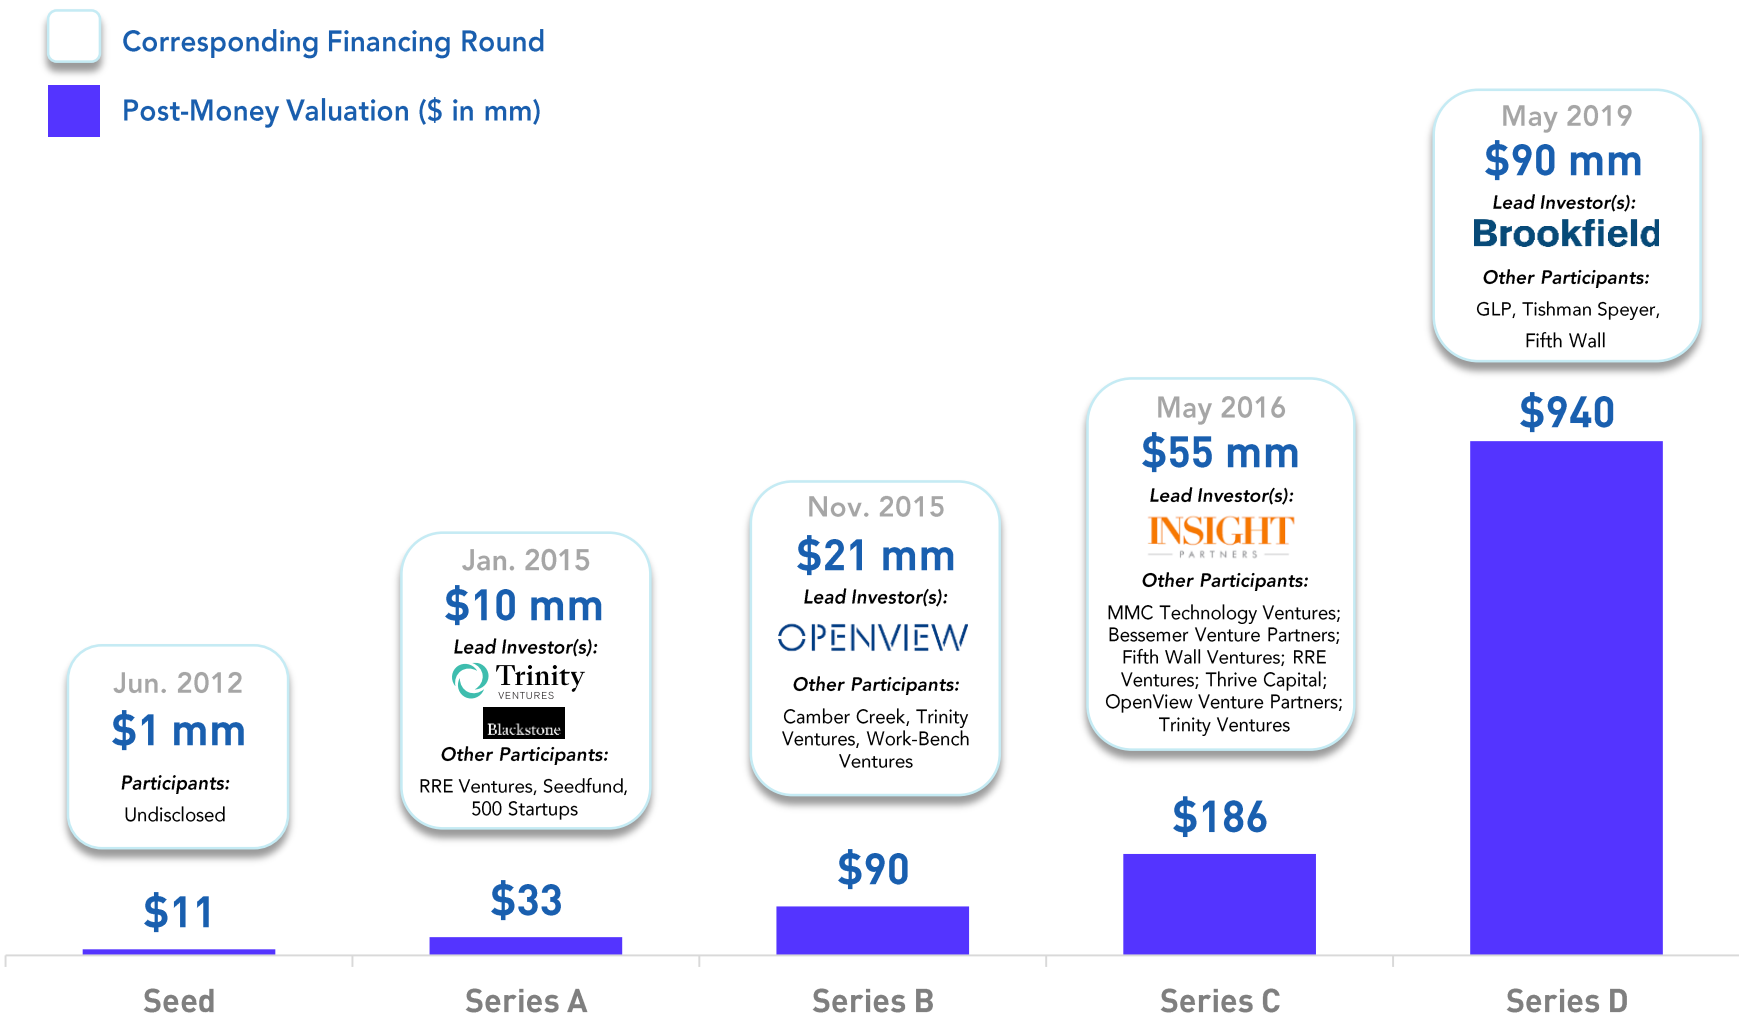 Corresponding Financing Round
Post-Money Valuation ($ in mm)
Jun. 2012
$1 mm
Participants:
Undisclosed
$11
Seed
Jan. 2015
$10 mm
Lead Investor(s):
Trinity
VENTURES
Blackstone
Other Participants:
RRE Ventures, Seedfund,
500 Startups
$33
Series A
Nov. 2015
$21 mm
Lead Investor(s):
OPENVIEW
Other Participants:
Camber Creek, Trinity
Ventures, Work-Bench
Ventures
$90
Series B
May 2016
$55 mm
Lead Investor(s):
INSIGHT
PARTNERS
Other Participants:
MMC Technology Ventures;
Bessemer Venture Partners;
Fifth Wall Ventures; RRE
Ventures; Thrive Capital;
OpenView Venture Partners;
Trinity Ventures
$186
Series C
May 2019
$90 mm
Lead Investor(s):
Brookfield
Other Participants:
GLP, Tishman Speyer,
Fifth Wall
$940
Series D